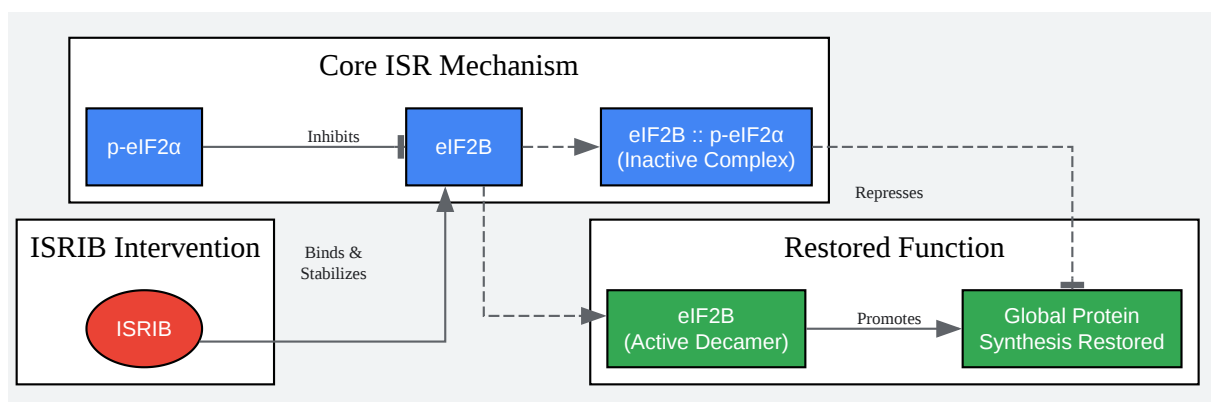 Core ISR Mechanism
p-eIF2α
Inhibits
eIF2B
eIF2B :: p-eIF2α
(Inactive Complex)
Represses
ISRIB Intervention
ISRIB
Binds &
Stabilizes
Restored Function
eIF2B
(Active Decamer)
Promotes
Global Protein
Synthesis Restored